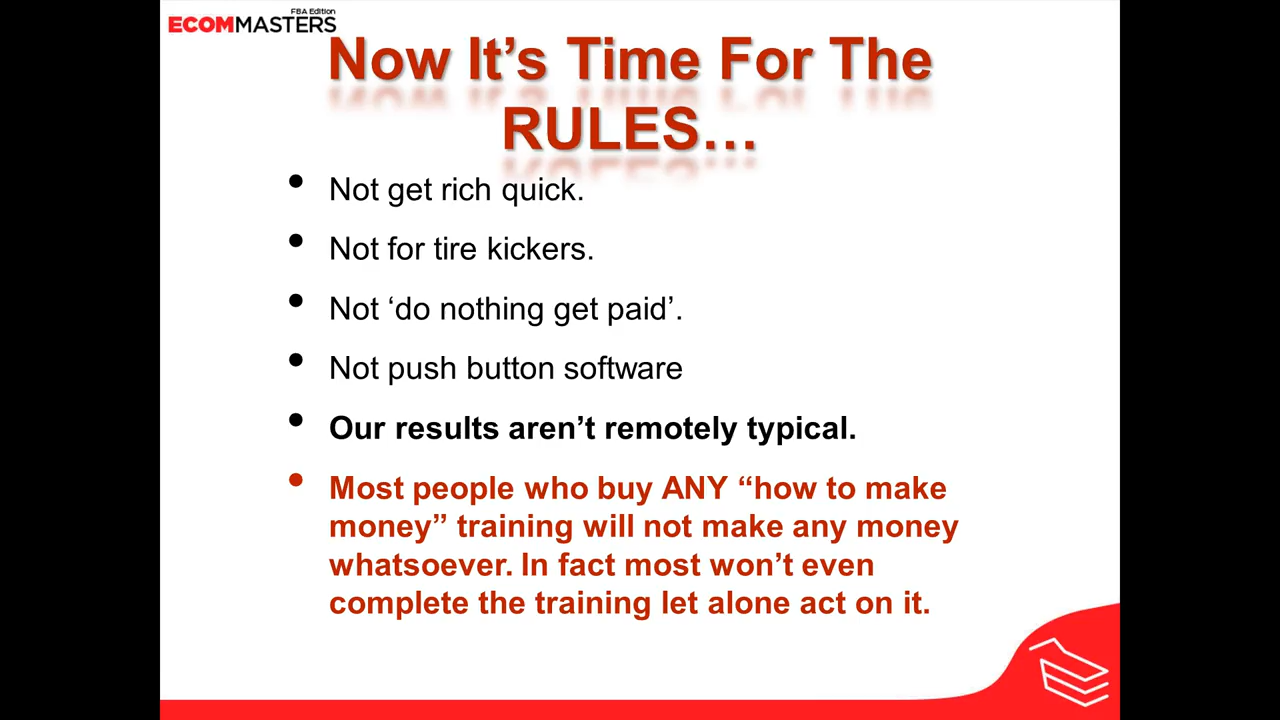 FBA Edition
ECOMMASTERS
Now It’s Time For The
RULES…
• Not get rich quick.
• Not for tire kickers.
• Not ‘do nothing get paid’.
• Not push button software
• Our results aren’t remotely typical.
• Most people who buy ANY “how to make
money” training will not make any money
whatsoever. In fact most won’t even
complete the training let alone act on it.